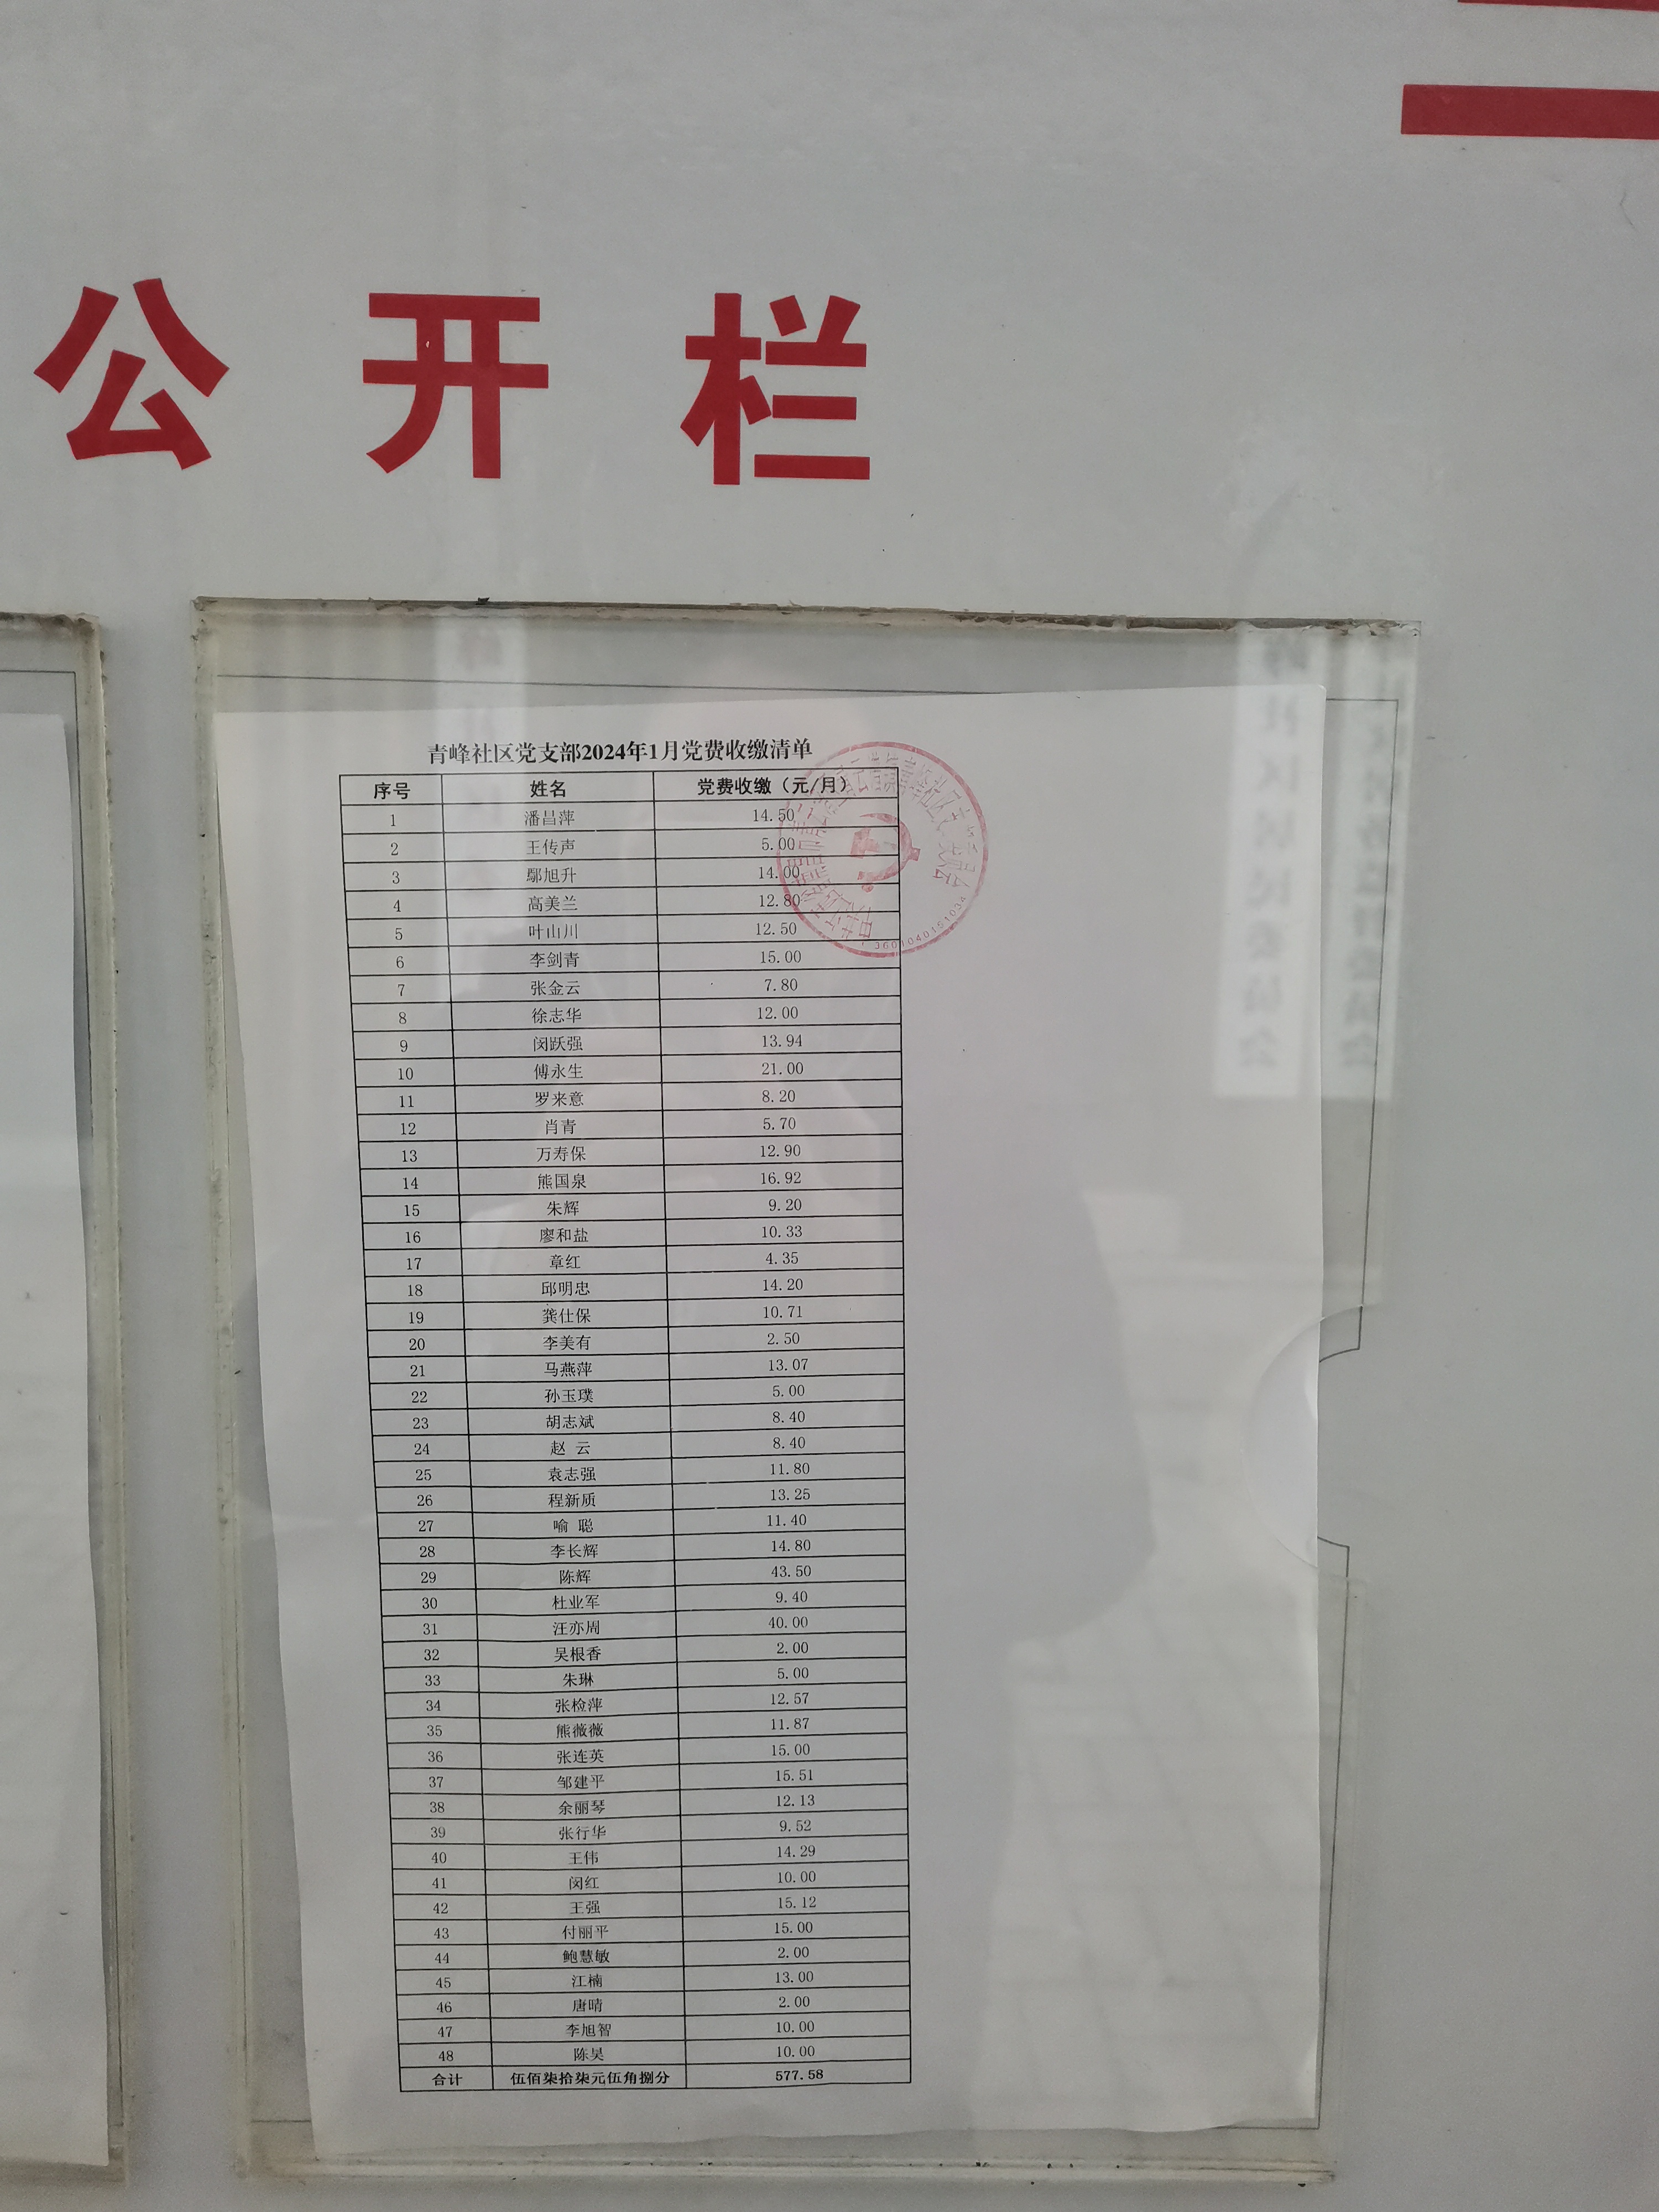 公开栏
青峰社区党支部2024年1月党费收缴清单
序号 姓名 党费收缴（元/月）
1 潘昌萍 14.50
2 王传声 5.00
3 鄢旭升 14.00
4 高美兰 12.80
5 叶山川 12.50
6 李剑青 15.00
7 张金云 7.80
8 徐志华 12.00
9 闵跃强 13.94
10 傅永生 21.00
11 罗来意 8.20
12 肖青 5.70
13 万寿保 12.90
14 熊国泉 16.92
15 朱辉 9.20
16 廖和盐 10.33
17 章红 4.35
18 邱明忠 14.20
19 龚仕保 10.71
20 李美有 2.50
21 马燕萍 13.07
22 孙玉璞 5.00
23 胡志斌 8.40
24 赵 云 8.40
25 袁志强 11.80
26 程新质 13.25
27 喻 聪 11.40
28 李长辉 14.80
29 陈辉 43.50
30 杜业军 9.40
31 汪亦周 40.00
32 吴根香 2.00
33 朱琳 5.00
34 张检萍 12.57
35 熊薇薇 11.87
36 张连英 15.00
37 邹建平 15.51
38 余丽琴 12.13
39 张行华 9.52
40 王伟 14.29
41 闵红 10.00
42 王强 15.12
43 付丽平 15.00
44 鲍慧敏 2.00
45 江楠 13.00
46 唐晴 2.00
47 李旭智 10.00
48 陈昊 10.00
合计 伍佰柒拾柒元伍角捌分 577.58
3601040151034